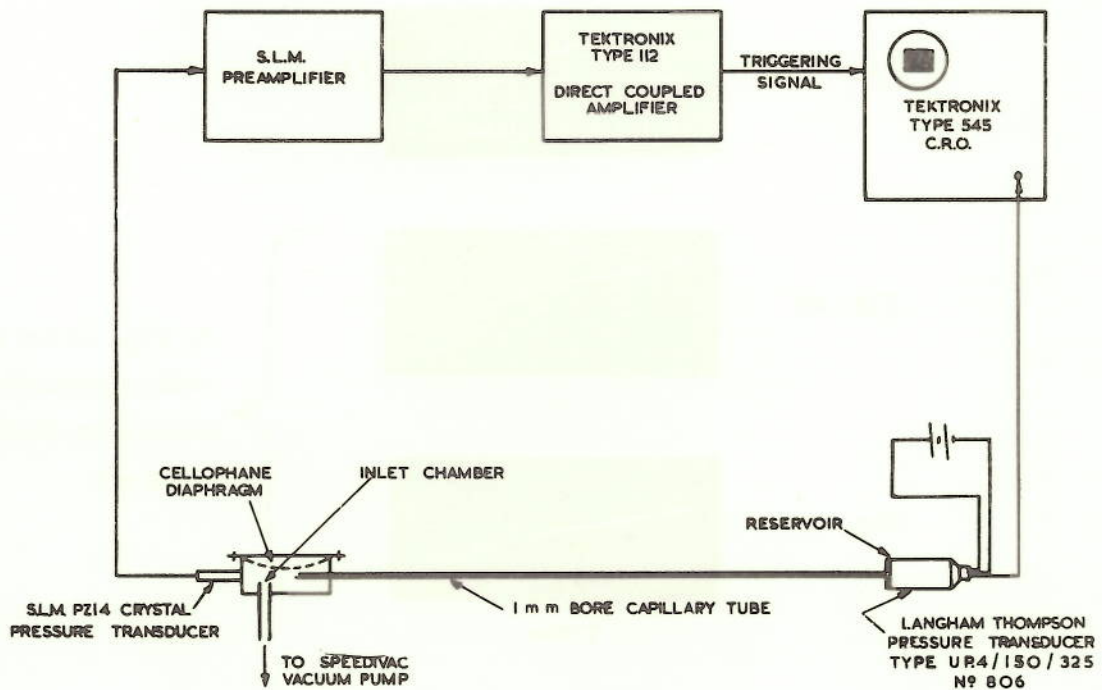 S.L.M.
PREAMPLIFIER
TEKTRONIX
TYPE 112
DIRECT COUPLED
AMPLIFIER
TRIGGERING
SIGNAL
TEKTRONIX
TYPE 545
C.R.O.
CELLOPHANE
DIAPHRAGM
INLET CHAMBER
RESERVOIR
S.L.M. PZ14 CRYSTAL
PRESSURE TRANSDUCER
1 mm BORE CAPILLARY TUBE
LANGHAM THOMPSON
PRESSURE TRANSDUCER
TYPE U.P.4/150/325
Nº 806
TO SPEEDIVAC
VACUUM PUMP